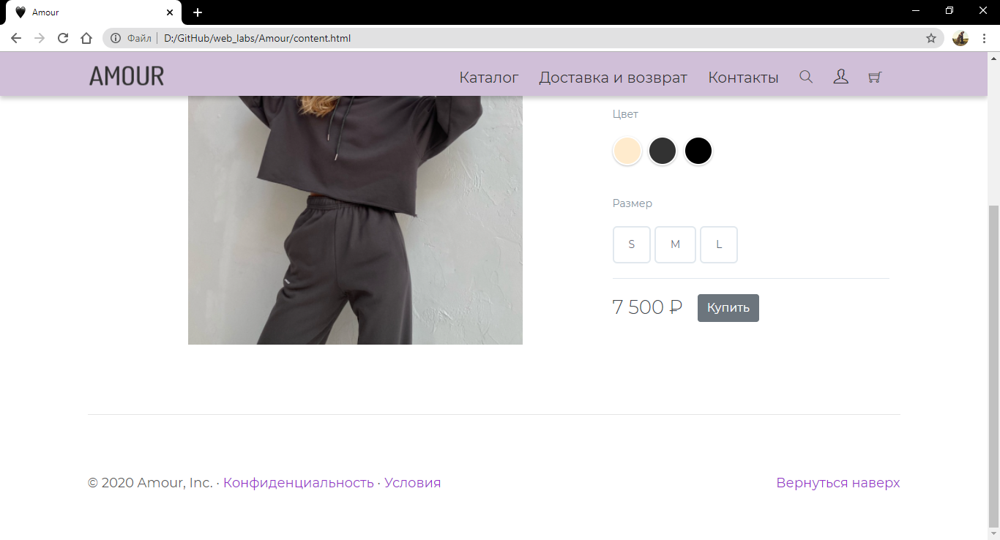 Amour
Файл
D:/GitHub/web_labs/Amour/content.html
AMOUR
Каталог
Доставка и возврат
Контакты
Цвет
Размер
S
M
L
7 500 ₽
Купить
© 2020 Amour, Inc. · Конфиденциальность · Условия
Вернуться наверх